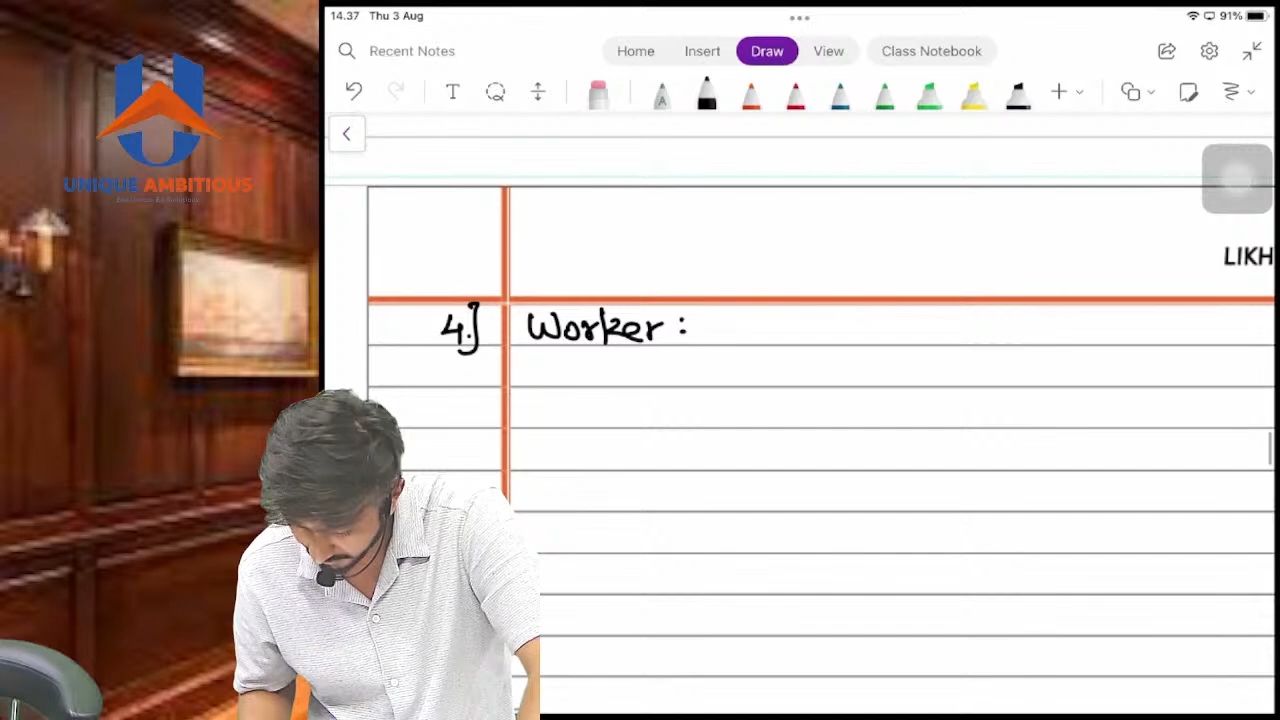 14.37 Thu 3 Aug
91%
Recent Notes
Home Insert Draw View Class Notebook
T
A
UNIQUE AMBITIOUS
LIKH
4.] Worker :